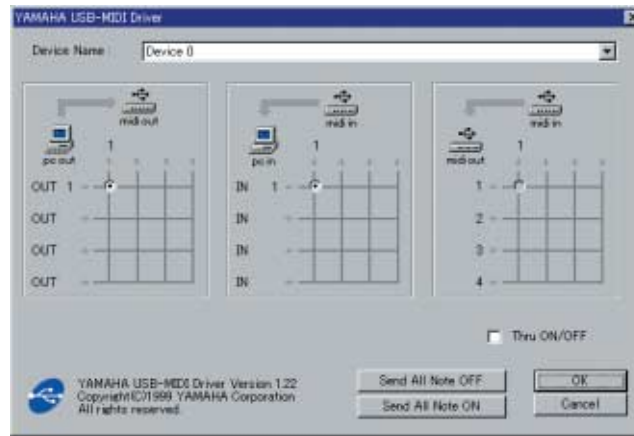 YAMAHA USB-MIDI Driver
Device Name
Device 0
midi out
pc out
1
OUT 1
OUT
OUT
OUT
midi in
pc in
1
IN 1
IN
IN
IN
midi in
midi out
1
1
2
3
4
Thru ON/OFF
YAMAHA USB-MIDI Driver Version 1.22
Copyright(C)1999 YAMAHA Corporation
All rights reserved.
Send All Note OFF
Send All Note ON
OK
Cancel